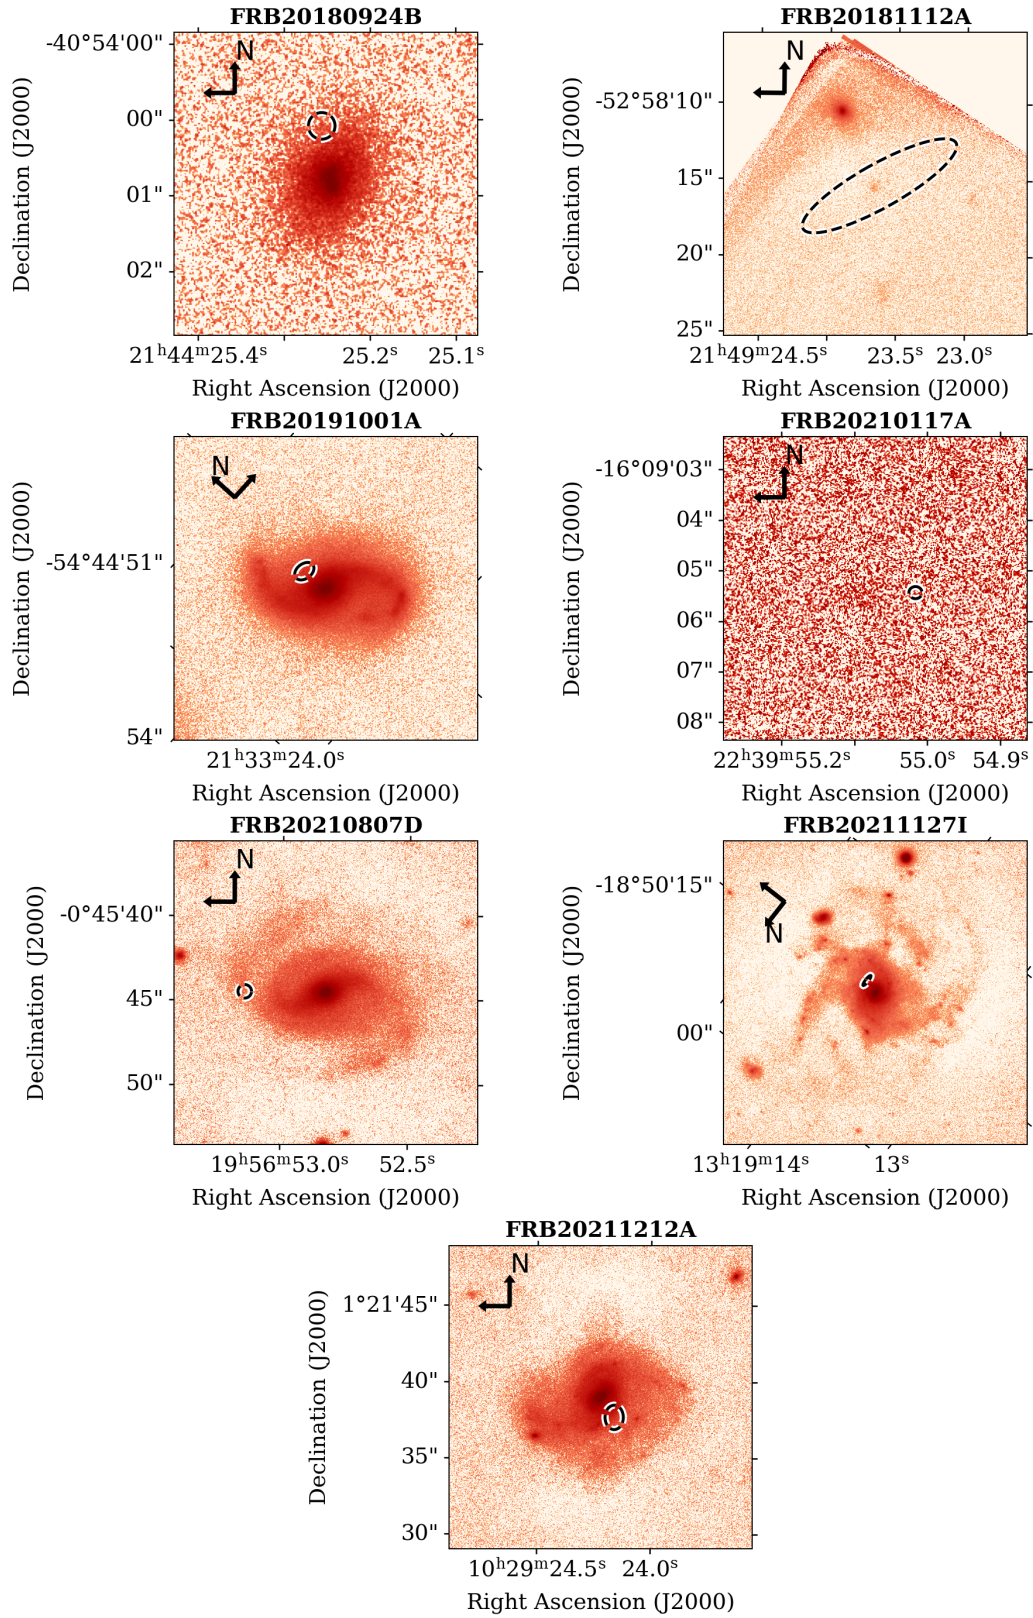 FRB20180924B
N
-40°54'00"
00"
01"
02"
Declination (J2000)
21ʰ44ᵐ25.4ˢ 25.2ˢ 25.1ˢ
Right Ascension (J2000)
FRB20181112A
N
-52°58'10"
15"
20"
25"
Declination (J2000)
21ʰ49ᵐ24.5ˢ 23.5ˢ 23.0ˢ
Right Ascension (J2000)
FRB20191001A
N
-54°44'51"
54"
Declination (J2000)
21ʰ33ᵐ24.0ˢ
Right Ascension (J2000)
FRB20210117A
N
-16°09'03"
04"
05"
06"
07"
08"
Declination (J2000)
22ʰ39ᵐ55.2ˢ 55.0ˢ 54.9ˢ
Right Ascension (J2000)
FRB20210807D
N
-0°45'40"
45"
50"
Declination (J2000)
19ʰ56ᵐ53.0ˢ 52.5ˢ
Right Ascension (J2000)
FRB20211127I
N
-18°50'15"
00"
Declination (J2000)
13ʰ19ᵐ14ˢ 13ˢ
Right Ascension (J2000)
FRB20211212A
N
1°21'45"
40"
35"
30"
Declination (J2000)
10ʰ29ᵐ24.5ˢ 24.0ˢ
Right Ascension (J2000)